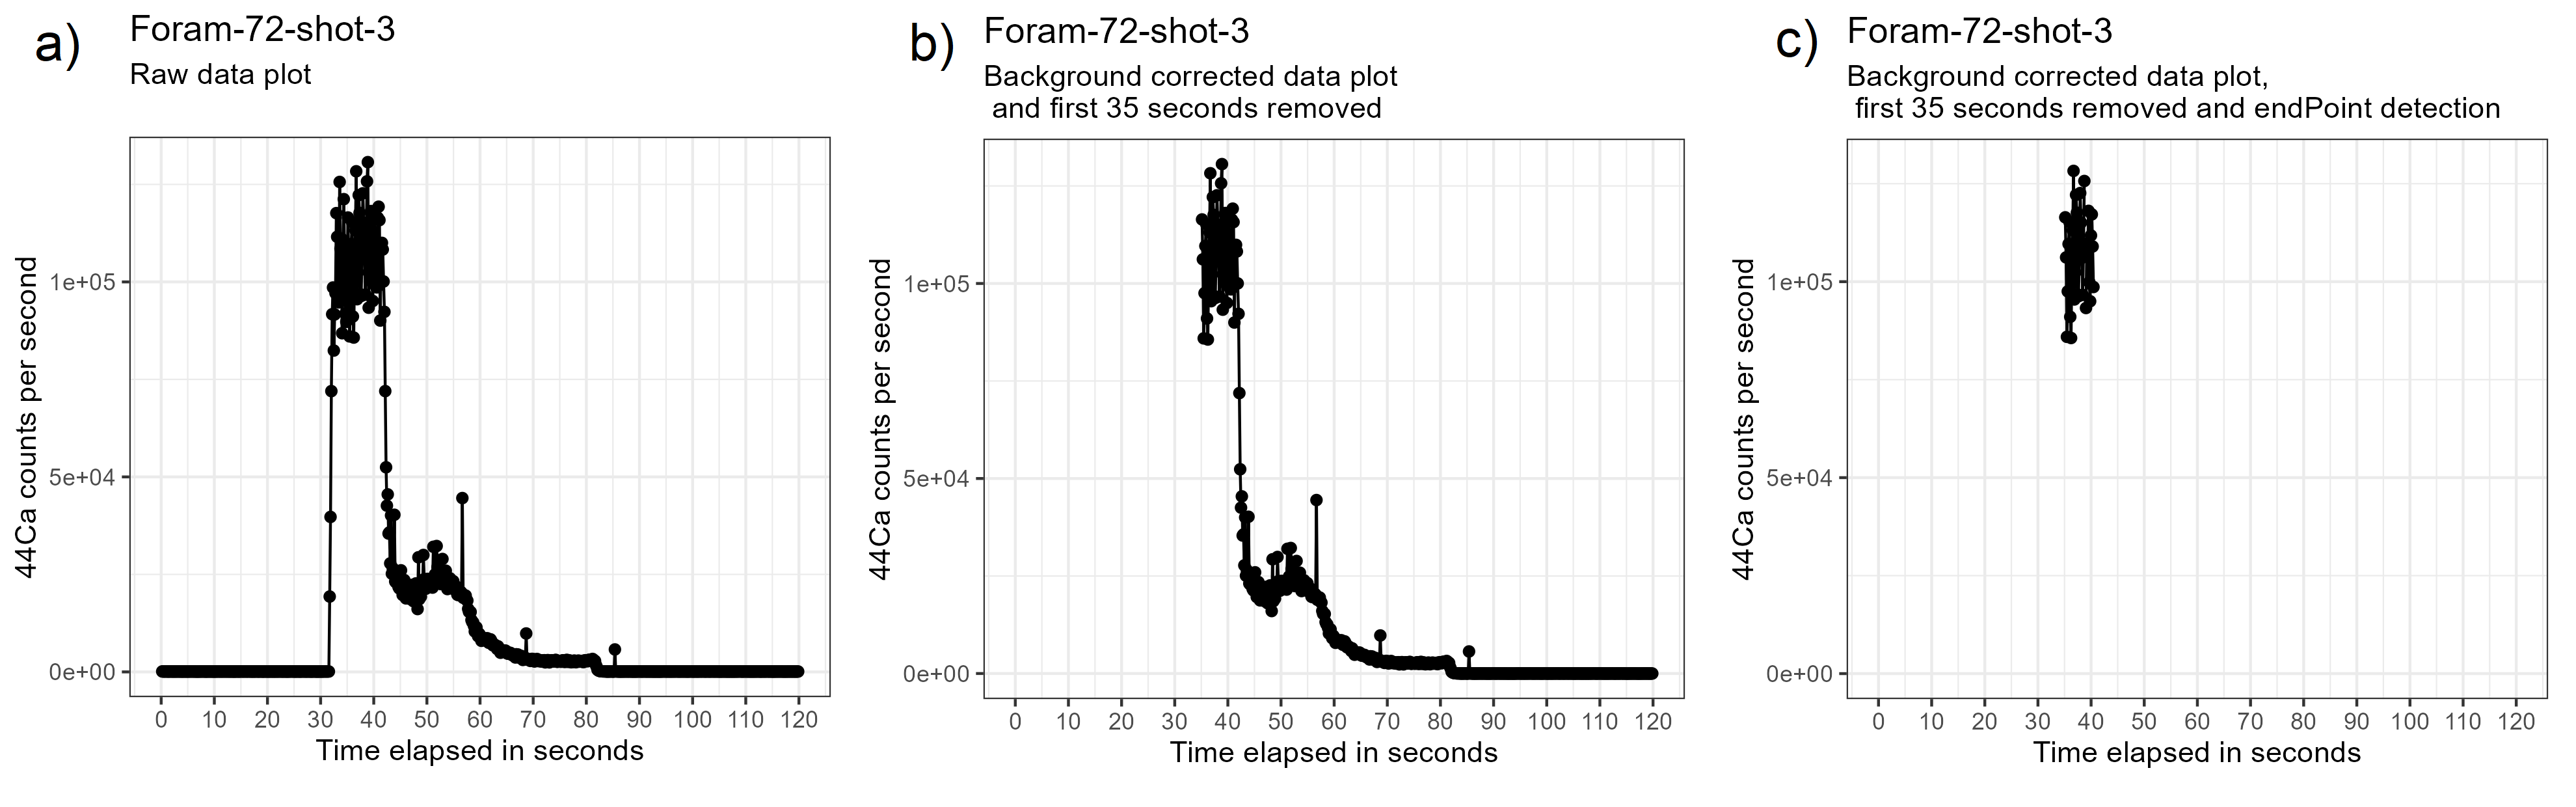 a)
Foram-72-shot-3
Raw data plot
44Ca counts per second
1e+05
5e+04
0e+00
0 10 20 30 40 50 60 70 80 90 100 110 120
Time elapsed in seconds
b)
Foram-72-shot-3
Background corrected data plot
and first 35 seconds removed
44Ca counts per second
1e+05
5e+04
0e+00
0 10 20 30 40 50 60 70 80 90 100 110 120
Time elapsed in seconds
c)
Foram-72-shot-3
Background corrected data plot,
first 35 seconds removed and endPoint detection
44Ca counts per second
1e+05
5e+04
0e+00
0 10 20 30 40 50 60 70 80 90 100 110 120
Time elapsed in seconds